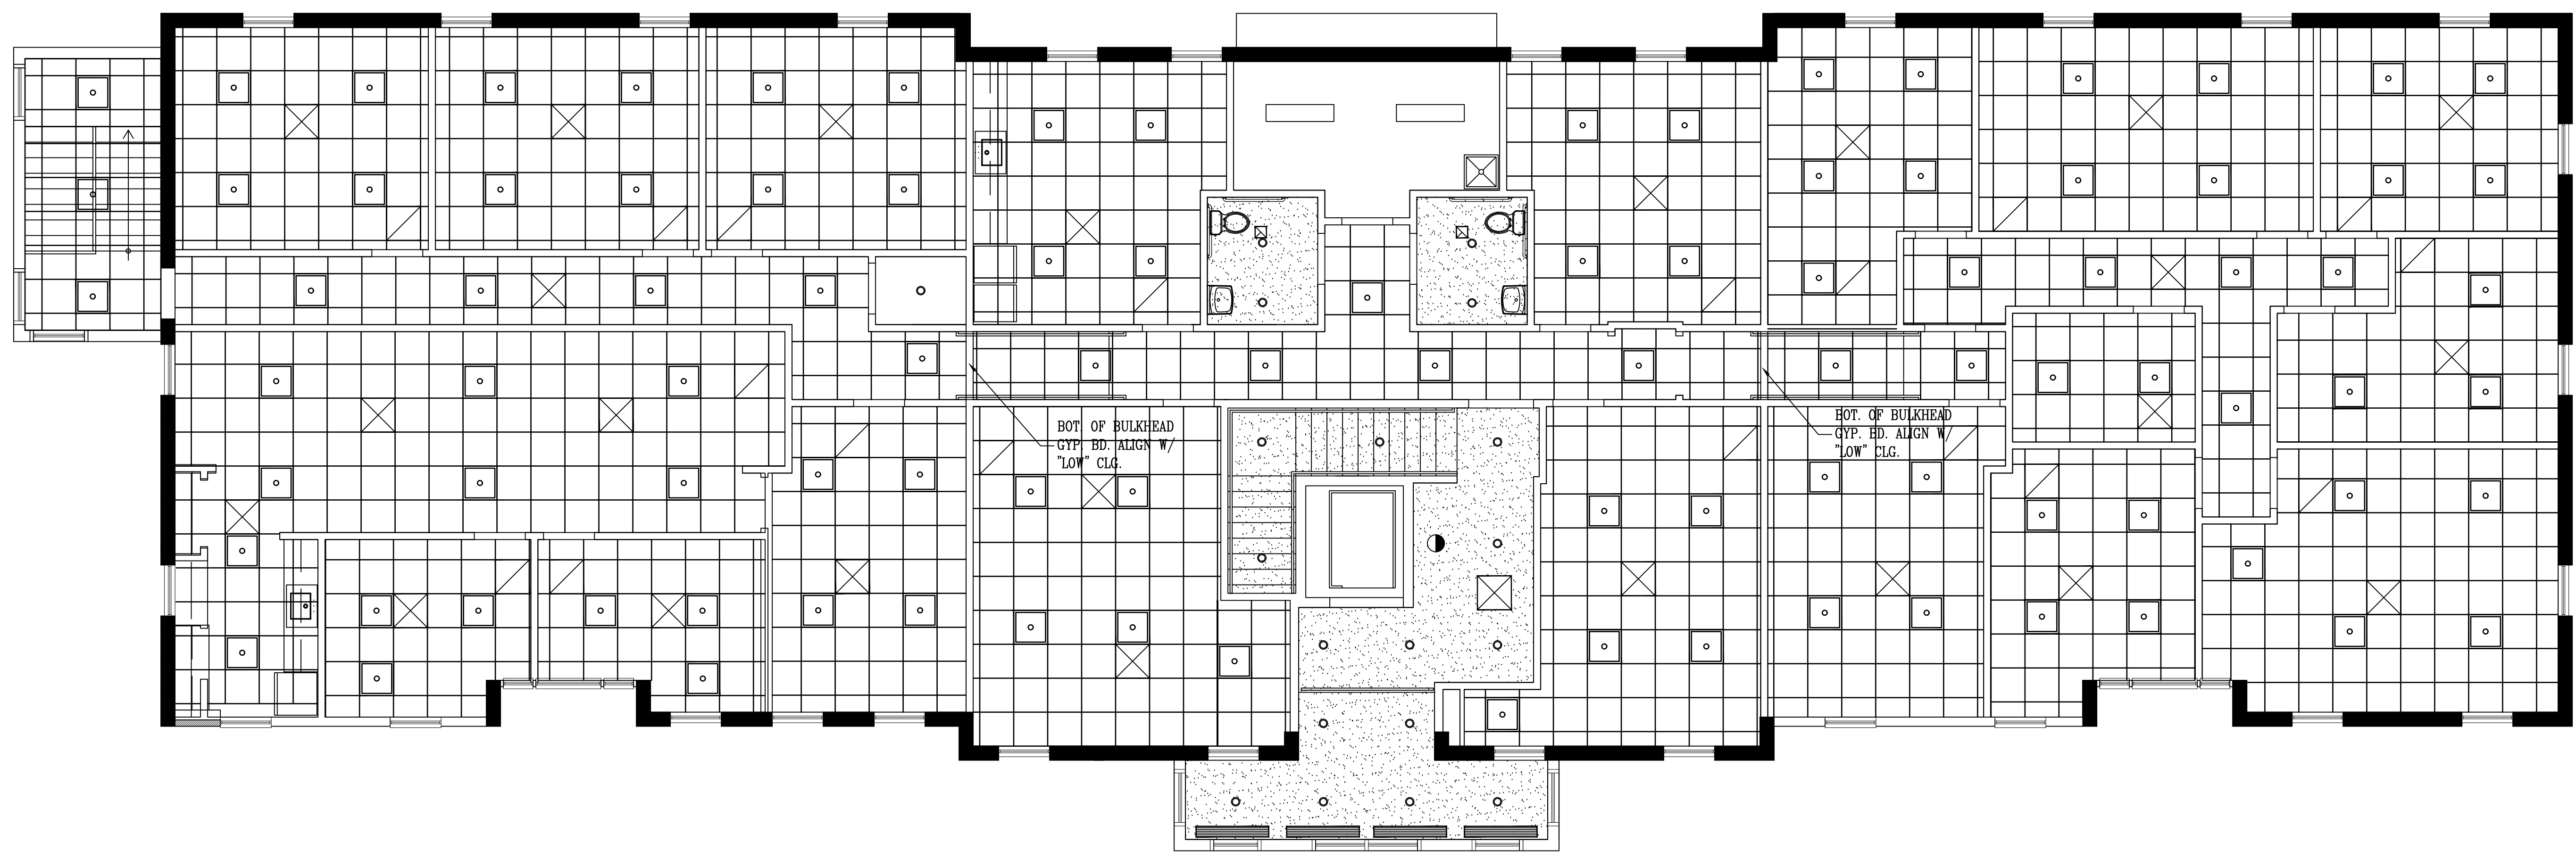 BOT. OF BULKHEAD
GYP. BD. ALIGN W/
"LOW" CLG.
BOT. OF BULKHEAD
GYP. BD. ALIGN W/
"LOW" CLG.